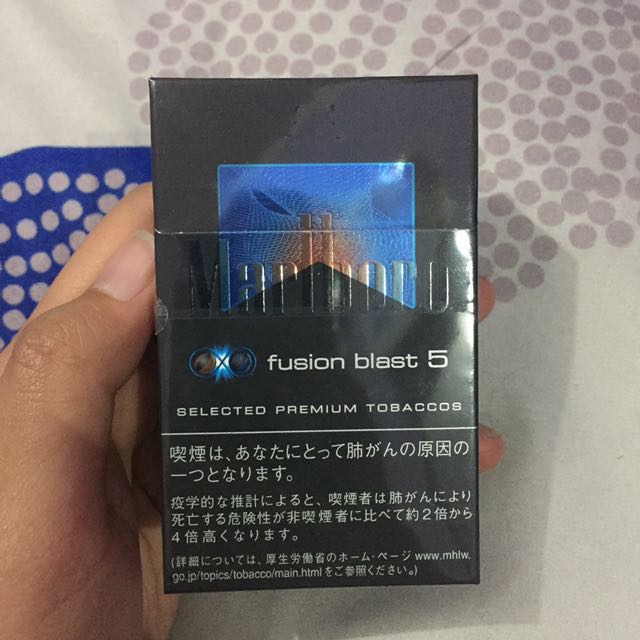 Marlboro
fusion blast 5
SELECTED PREMIUM TOBACCOS
喫煙は、あなたにとって肺がんの原因の
一つとなります。
疫学的な推計によると、喫煙者は肺がんにより
死亡する危険性が非喫煙者に比べて約2倍から
4倍高くなります。
(詳細については、厚生労働省のホーム・ページ www.mhlw.
go.jp/topics/tobacco/main.html をご参照ください。)